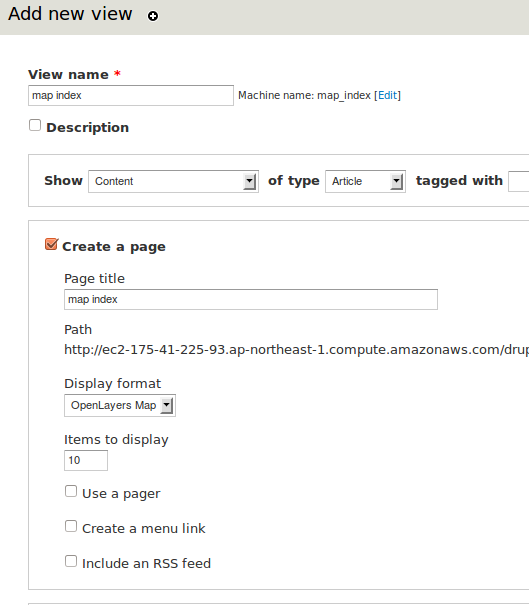 Add new view
View name *
map index Machine name: map_index [Edit]
Description
Show Content of type Article tagged with
Create a page
Page title
map index
Path
http://ec2-175-41-225-93.ap-northeast-1.compute.amazonaws.com/drup
Display format
OpenLayers Map
Items to display
10
Use a pager
Create a menu link
Include an RSS feed